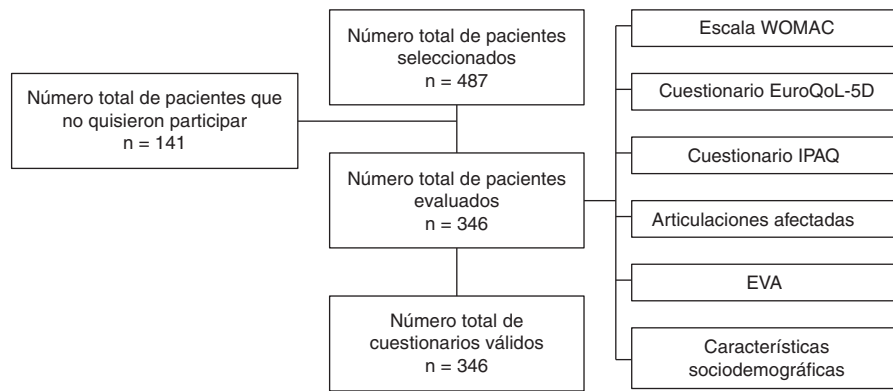 Número total de pacientes
seleccionados
n = 487
Número total de pacientes que
no quisieron participar
n = 141
Número total de pacientes
evaluados
n = 346
Número total de
cuestionarios válidos
n = 346
Escala WOMAC
Cuestionario EuroQoL-5D
Cuestionario IPAQ
Articulaciones afectadas
EVA
Características
sociodemográficas